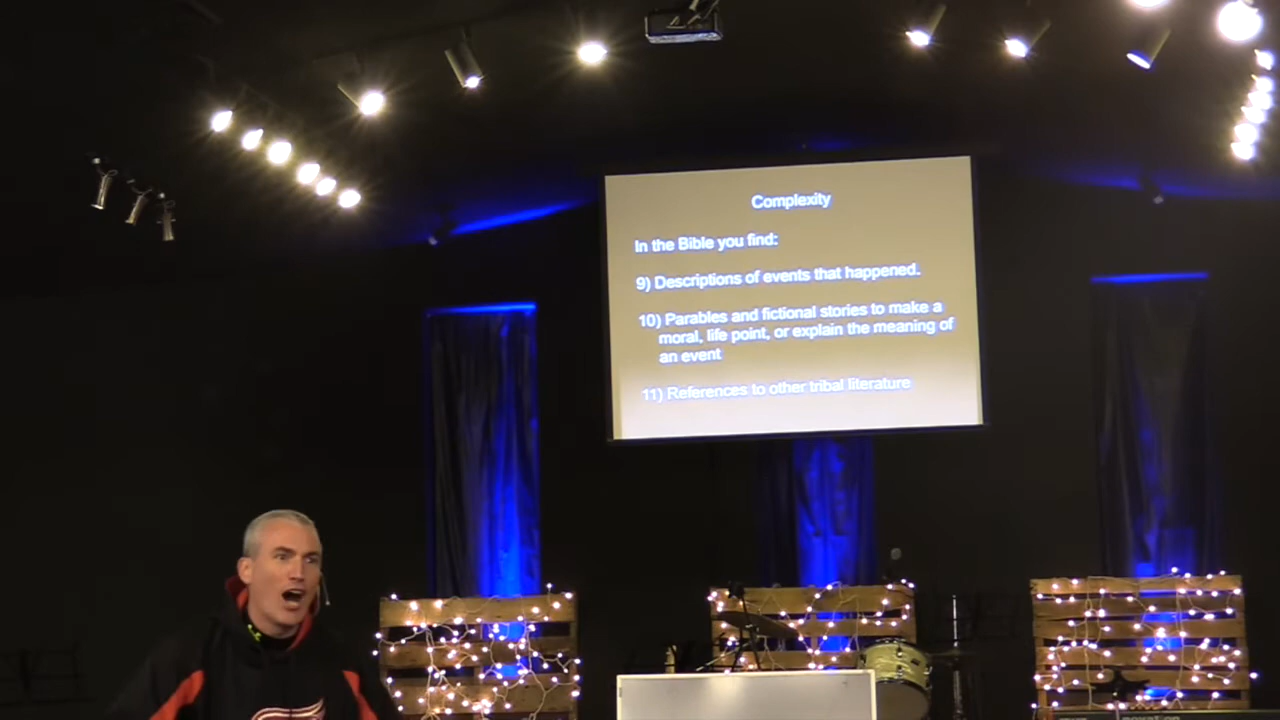 Complexity
In the Bible you find:
9) Descriptions of events that happened.
10) Parables and fictional stories to make a
moral, life point, or explain the meaning of
an event
11) References to other tribal literature